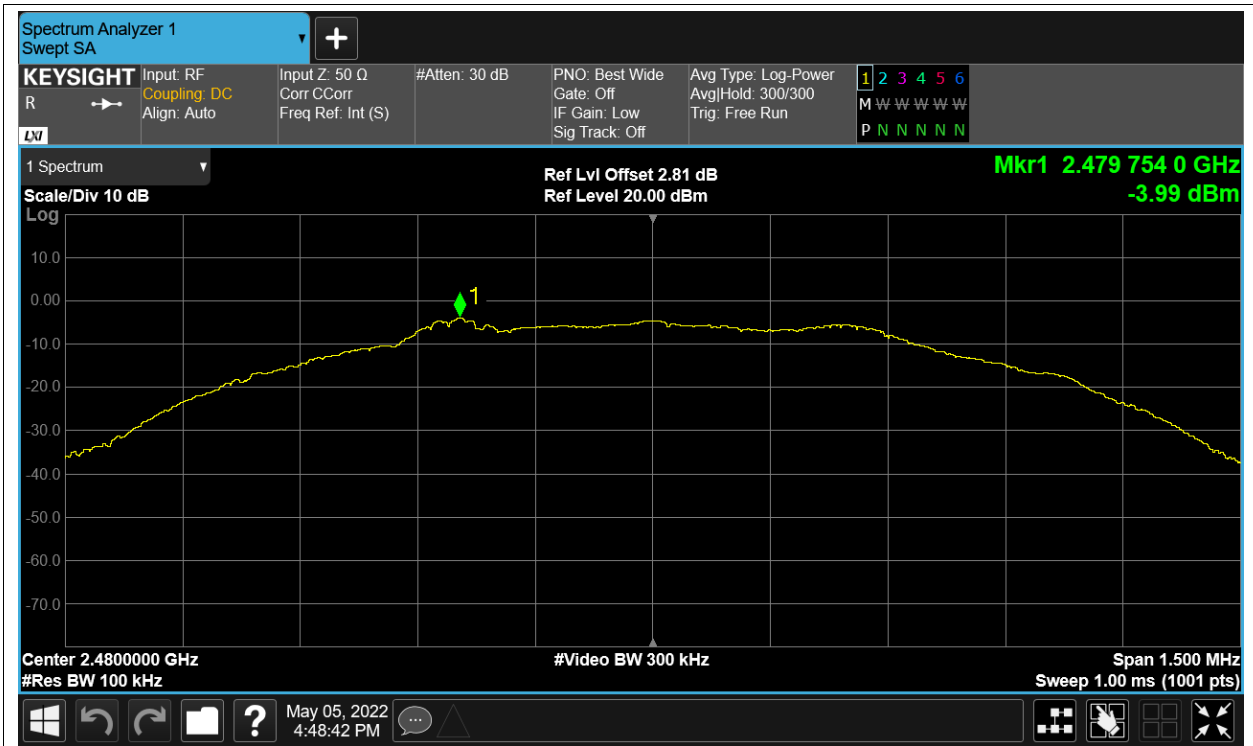 Spectrum Analyzer 1
Swept SA
KEYSIGHT
R
LXI
Input: RF
Coupling: DC
Align: Auto
Input Z: 50 Ω
Corr CCorr
Freq Ref: Int (S)
#Atten: 30 dB
PNO: Best Wide
Gate: Off
IF Gain: Low
Sig Track: Off
Avg Type: Log-Power
Avg|Hold: 300/300
Trig: Free Run
1 2 3 4 5 6
M W W W W W W
P N N N N N N
1 Spectrum
Scale/Div 10 dB
Log
Ref Lvl Offset 2.81 dB
Ref Level 20.00 dBm
Mkr1 2.479 754 0 GHz
-3.99 dBm
10.0
0.00
-10.0
-20.0
-30.0
-40.0
-50.0
-60.0
-70.0
1
Center 2.4800000 GHz
#Res BW 100 kHz
#Video BW 300 kHz
Span 1.500 MHz
Sweep 1.00 ms (1001 pts)
?
May 05, 2022
4:48:42 PM